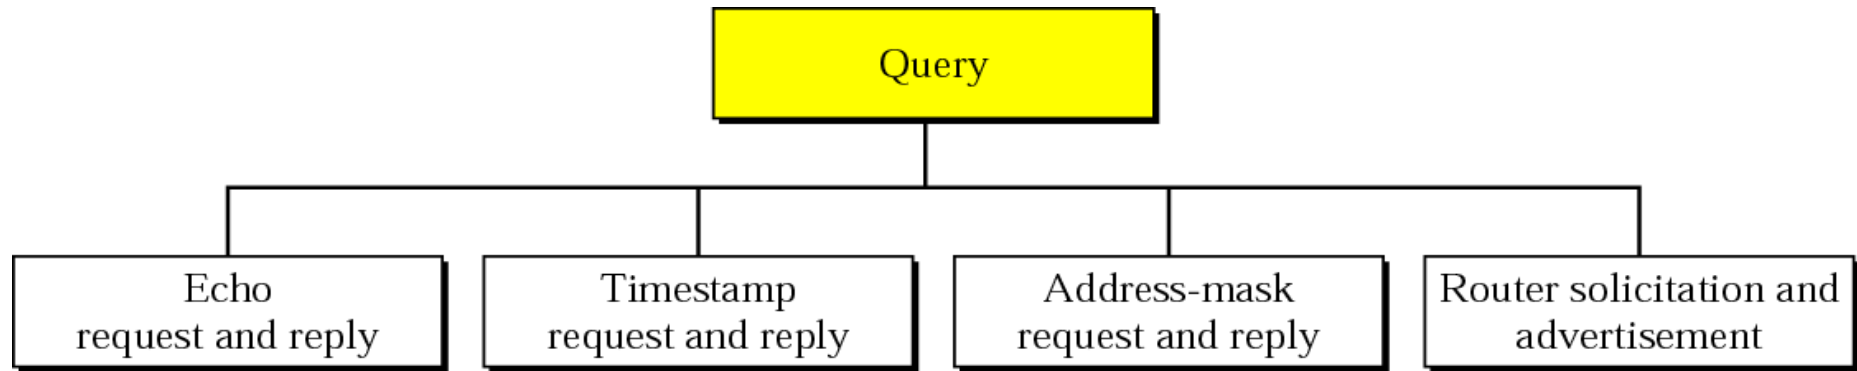 Query
Echo
request and reply
Timestamp
request and reply
Address-mask
request and reply
Router solicitation and
advertisement